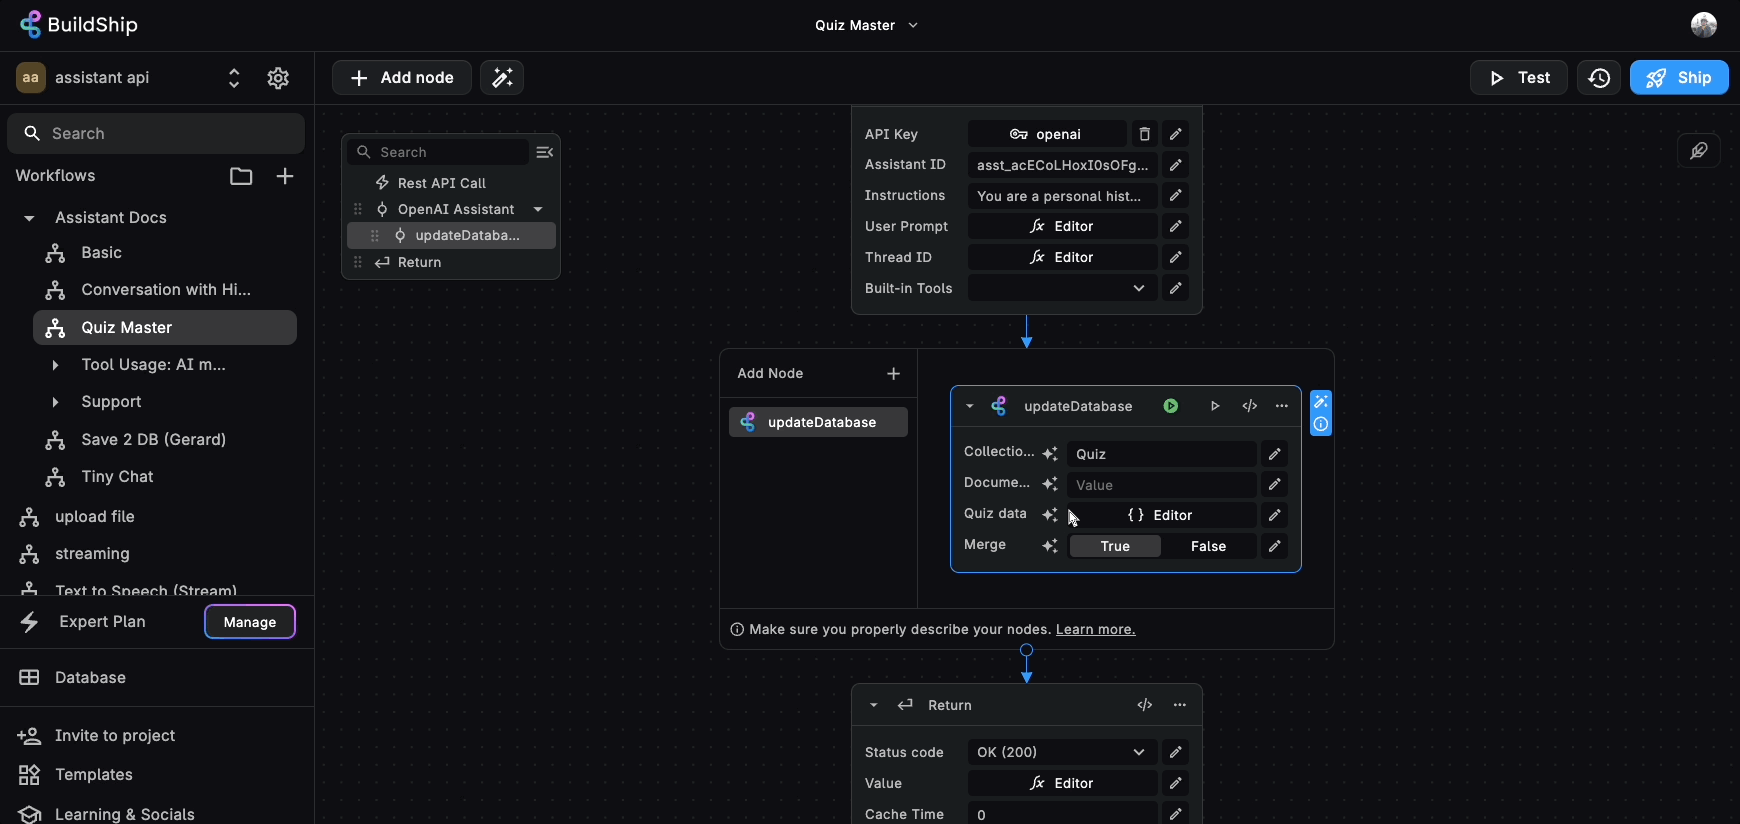 BuildShip
Quiz Master
aa
assistant api
Add node
Test
Ship
Search
Workflows
Assistant Docs
Basic
Conversation with Hi...
Quiz Master
Tool Usage: AI m...
Support
Save 2 DB (Gerard)
Tiny Chat
upload file
streaming
Text to Speech (Stream)
Expert Plan
Manage
Database
Invite to project
Templates
Learning & Socials
Search
Rest API Call
OpenAI Assistant
updateDataba...
Return
API Key
openai
Assistant ID
asst_acECoLHoxI0sOFg...
Instructions
You are a personal hist...
User Prompt
fx Editor
Thread ID
fx Editor
Built-in Tools
Add Node
updateDatabase
updateDatabase
Collectio...
Quiz
Docume...
Value
Quiz data
{ } Editor
Merge
True
False
Make sure you properly describe your nodes. Learn more.
Return
Status code
OK (200)
Value
fx Editor
Cache Time
0